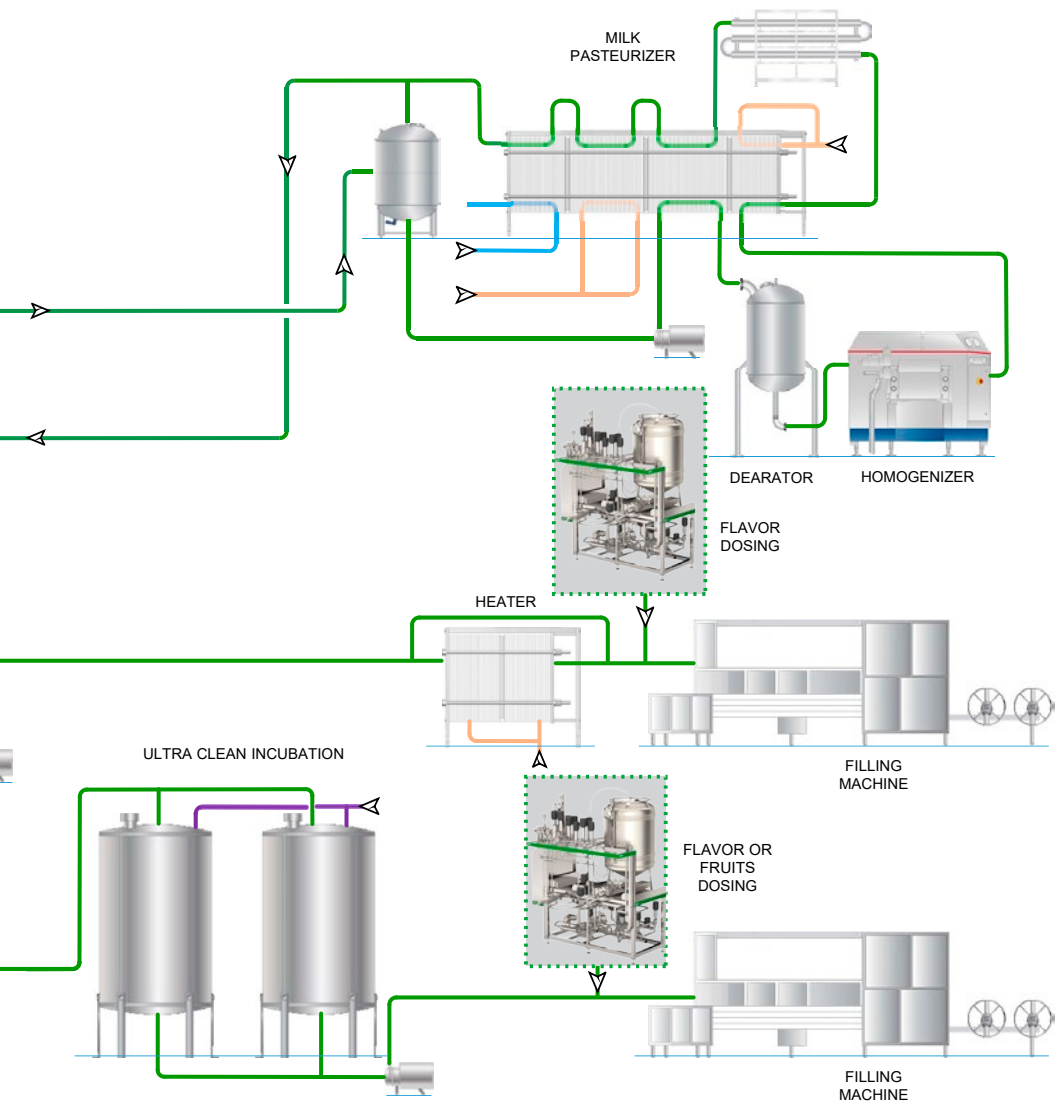 MILK
PASTEURIZER
DEARATOR
HOMOGENIZER
FLAVOR
DOSING
HEATER
FILLING
MACHINE
ULTRA CLEAN INCUBATION
FLAVOR OR
FRUITS
DOSING
FILLING
MACHINE